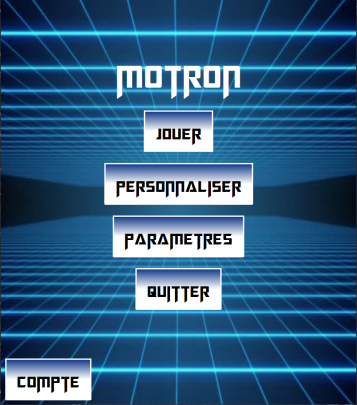 MOTRON
JOUER
PERSONNALISER
PARAMETRES
QUITTER
COMPTE